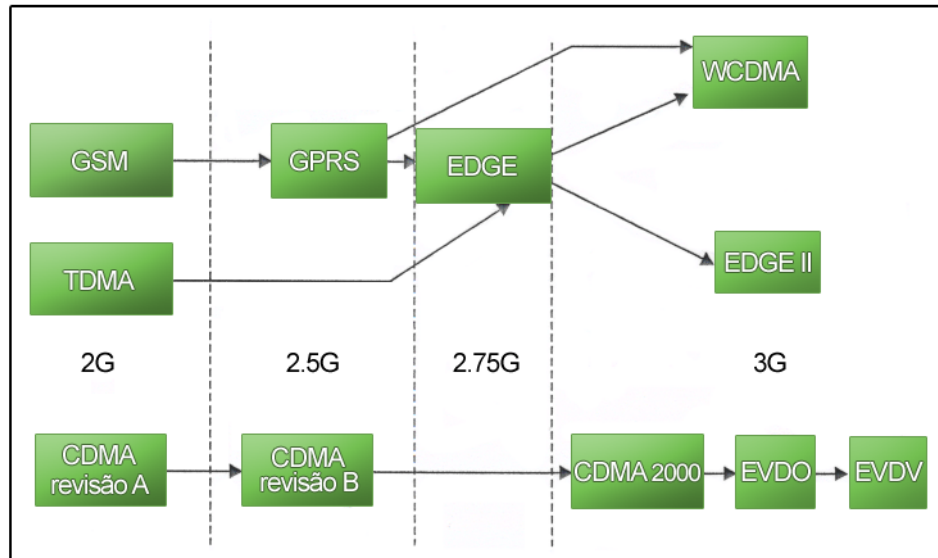 WCDMA
GSM
GPRS
EDGE
TDMA
EDGE II
2G
2.5G
2.75G
3G
CDMA
revisão A
CDMA
revisão B
CDMA 2000
EVDO
EVDV